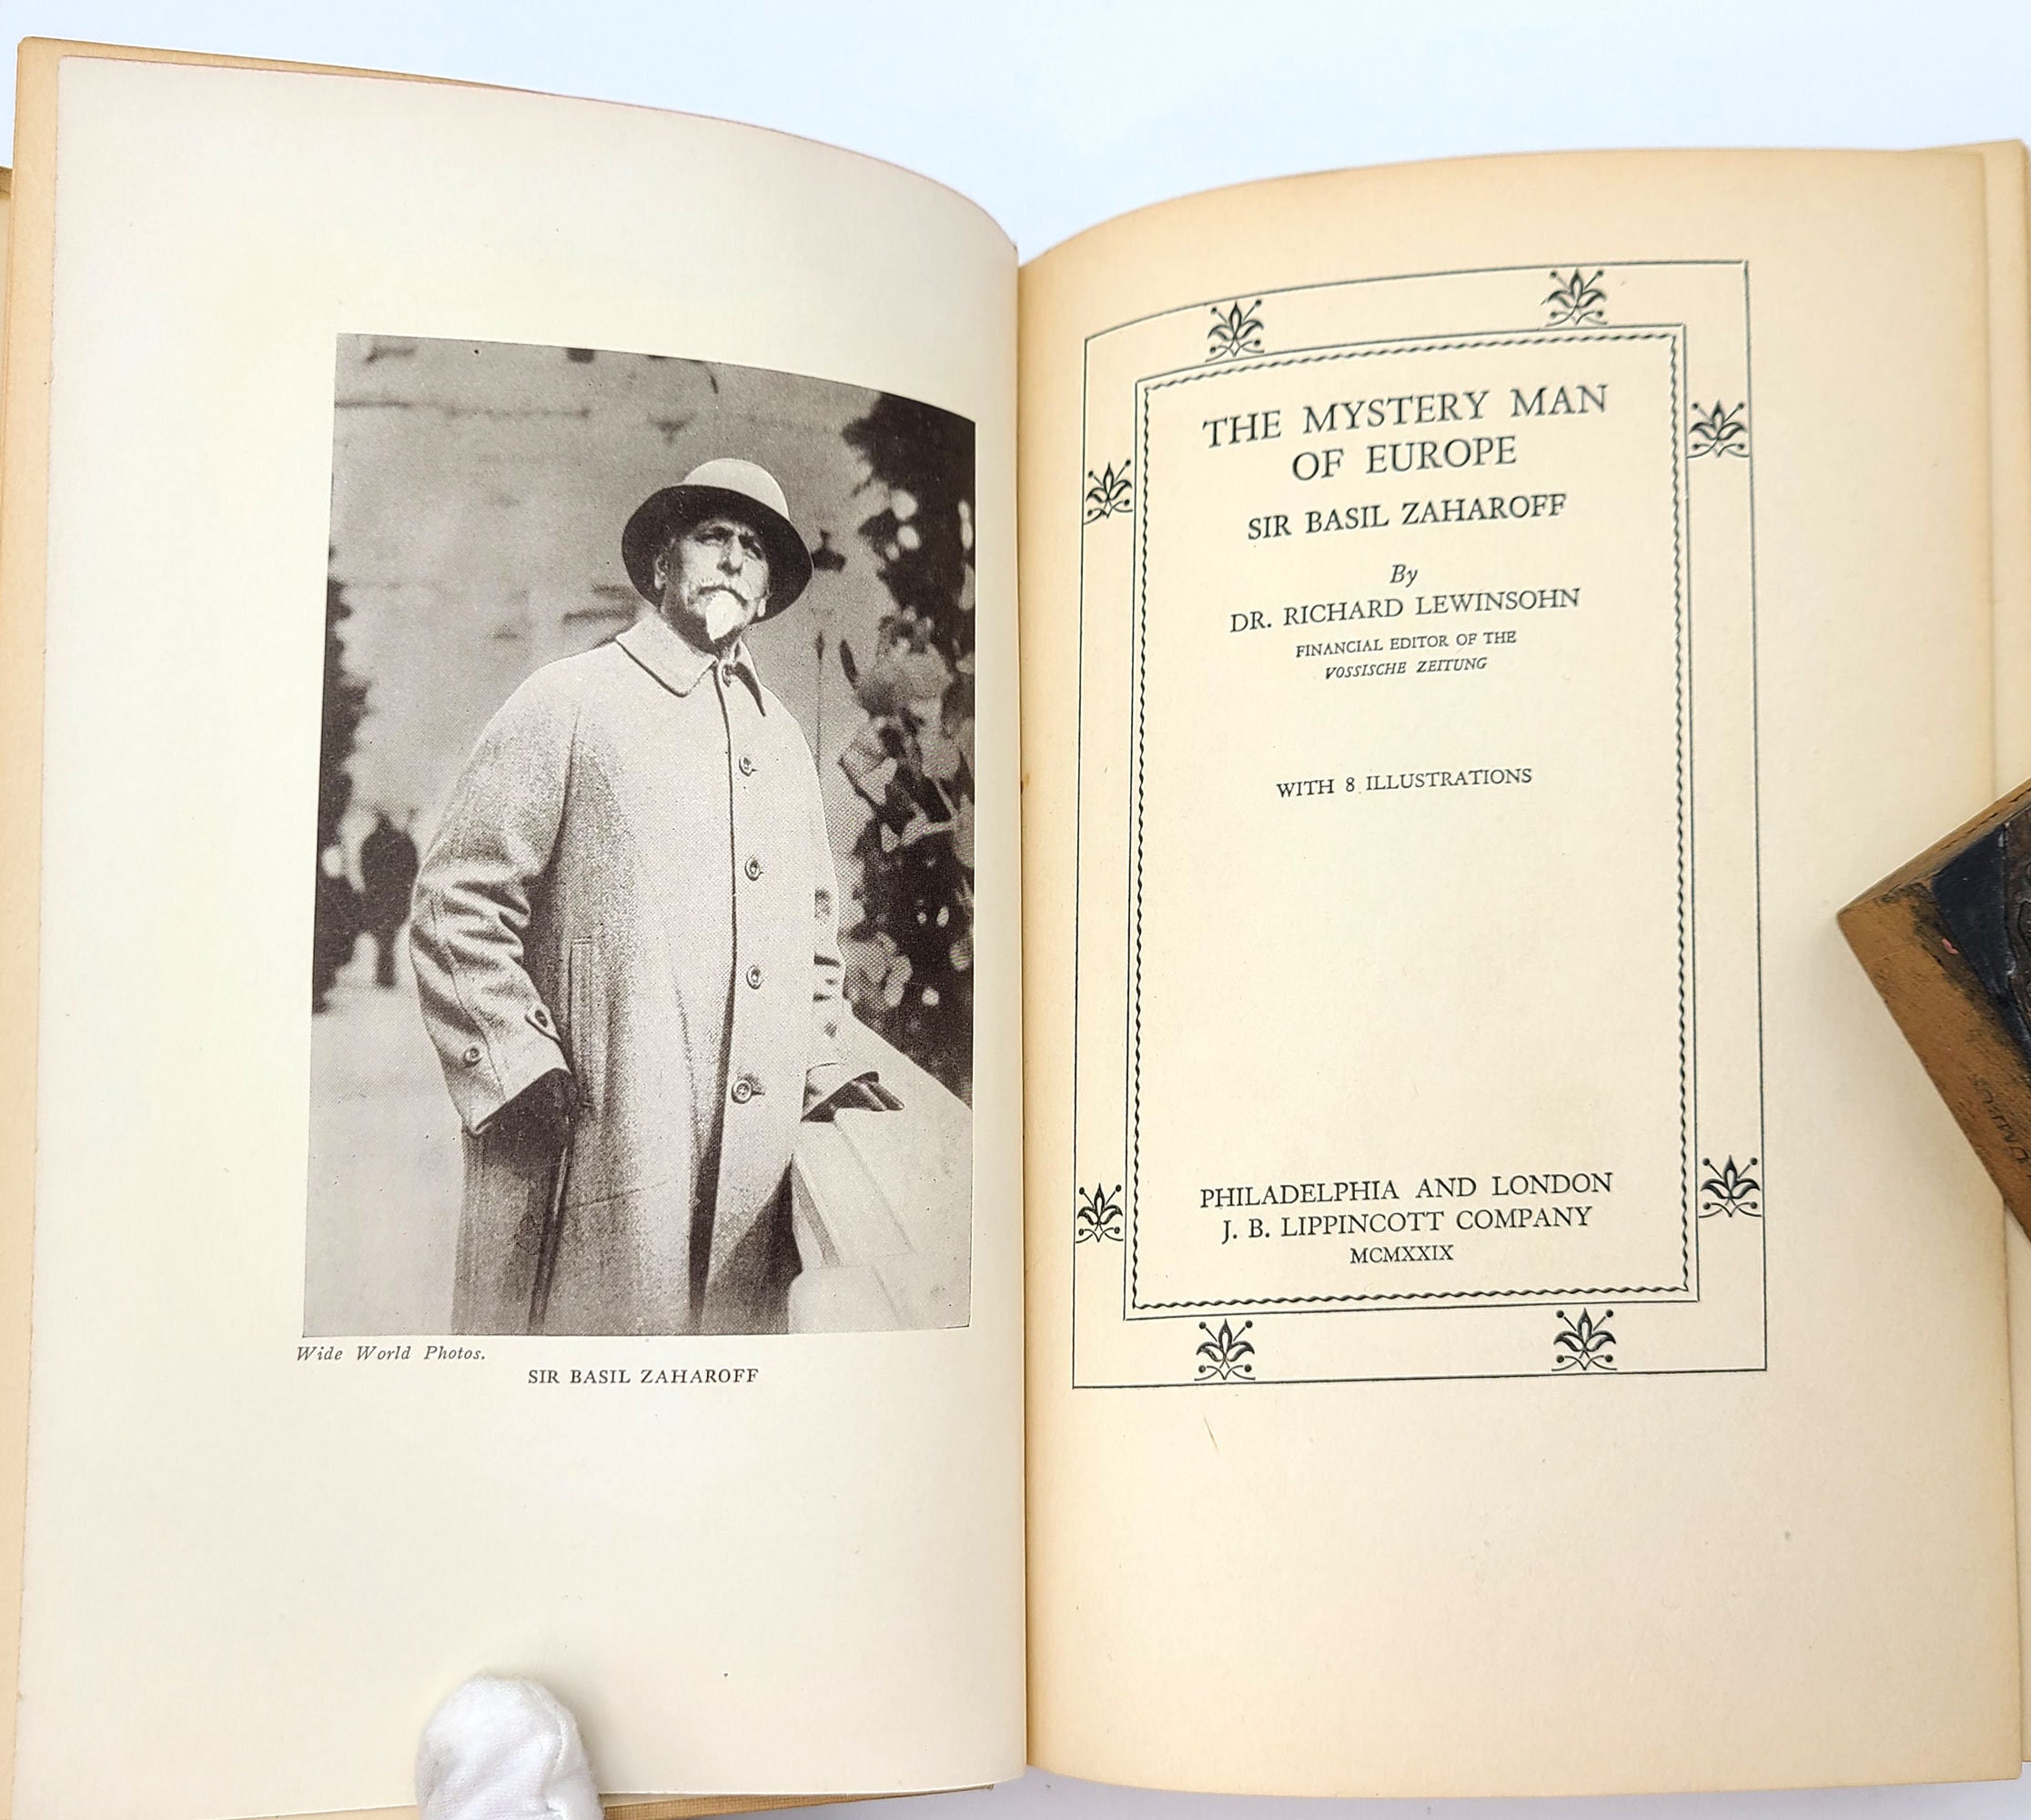 Wide World Photos.
SIR BASIL ZAHAROFF
THE MYSTERY MAN
OF EUROPE
SIR BASIL ZAHAROFF
By
DR. RICHARD LEWINSOHN
FINANCIAL EDITOR OF THE
VOSSISCHE ZEITUNG
WITH 8 ILLUSTRATIONS
PHILADELPHIA AND LONDON
J. B. LIPPINCOTT COMPANY
MCMXXIX